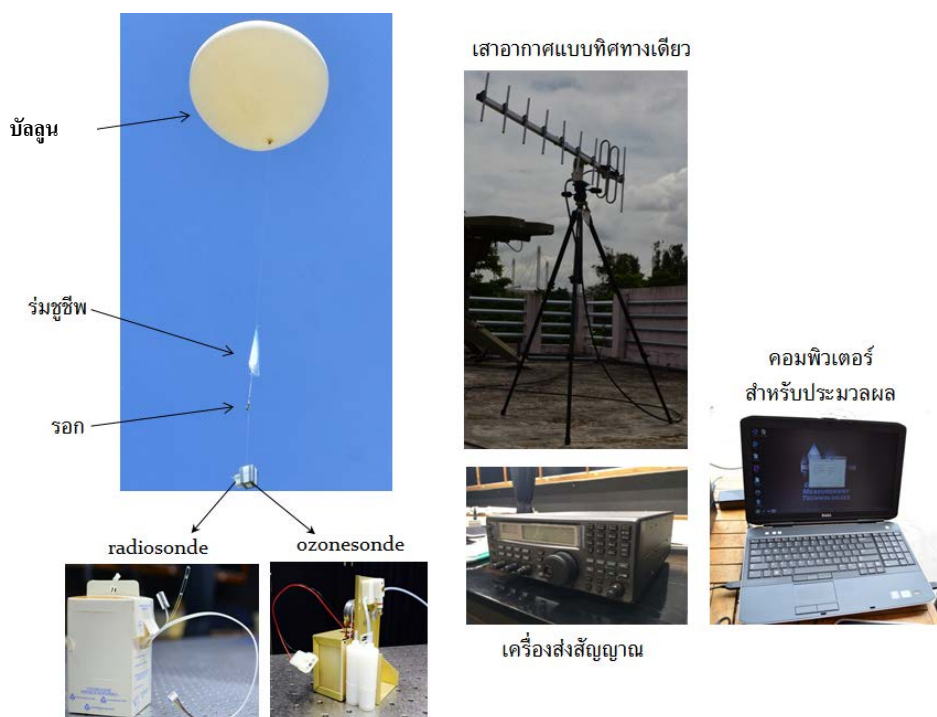 เสาอากาศแบบทิศทางเดียว
บัลลูน
ร่มชูชีพ
รอก
คอมพิวเตอร์
สำหรับประมวลผล
radiosonde
ozonesonde
MEASUREMENT
TECHNOLOGIES
DELL
เครื่องส่งสัญญาณ